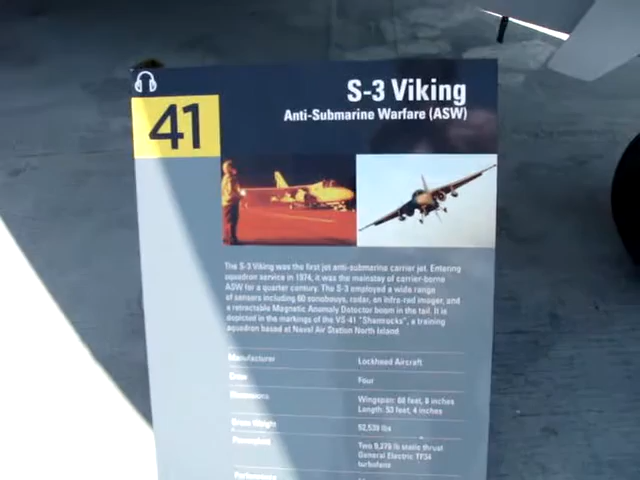 41
S-3 Viking
Anti-Submarine Warfare (ASW)
The S-3 Viking was the first jet anti-submarine carrier jet. Entering
squadron service in 1974, it was the mainstay of carrier-borne
ASW for a quarter century. The S-3 employed a wide range
of sensors including 60 sonobuoys, radar, an infra-red imager, and
a retractable Magnetic Anomaly Detector boom in the tail. It is
depicted in the markings of the VS-41 "Shamrocks", a training
squadron based at Naval Air Station North Island
Manufacturer Lockheed Aircraft
Crew Four
Dimensions Wingspan: 68 feet, 8 inches
Length: 53 feet, 4 inches
Gross Weight 52,539 lbs
Powerplant Two 9,275 lb static thrust
General Electric TF34
turbofans
Performance